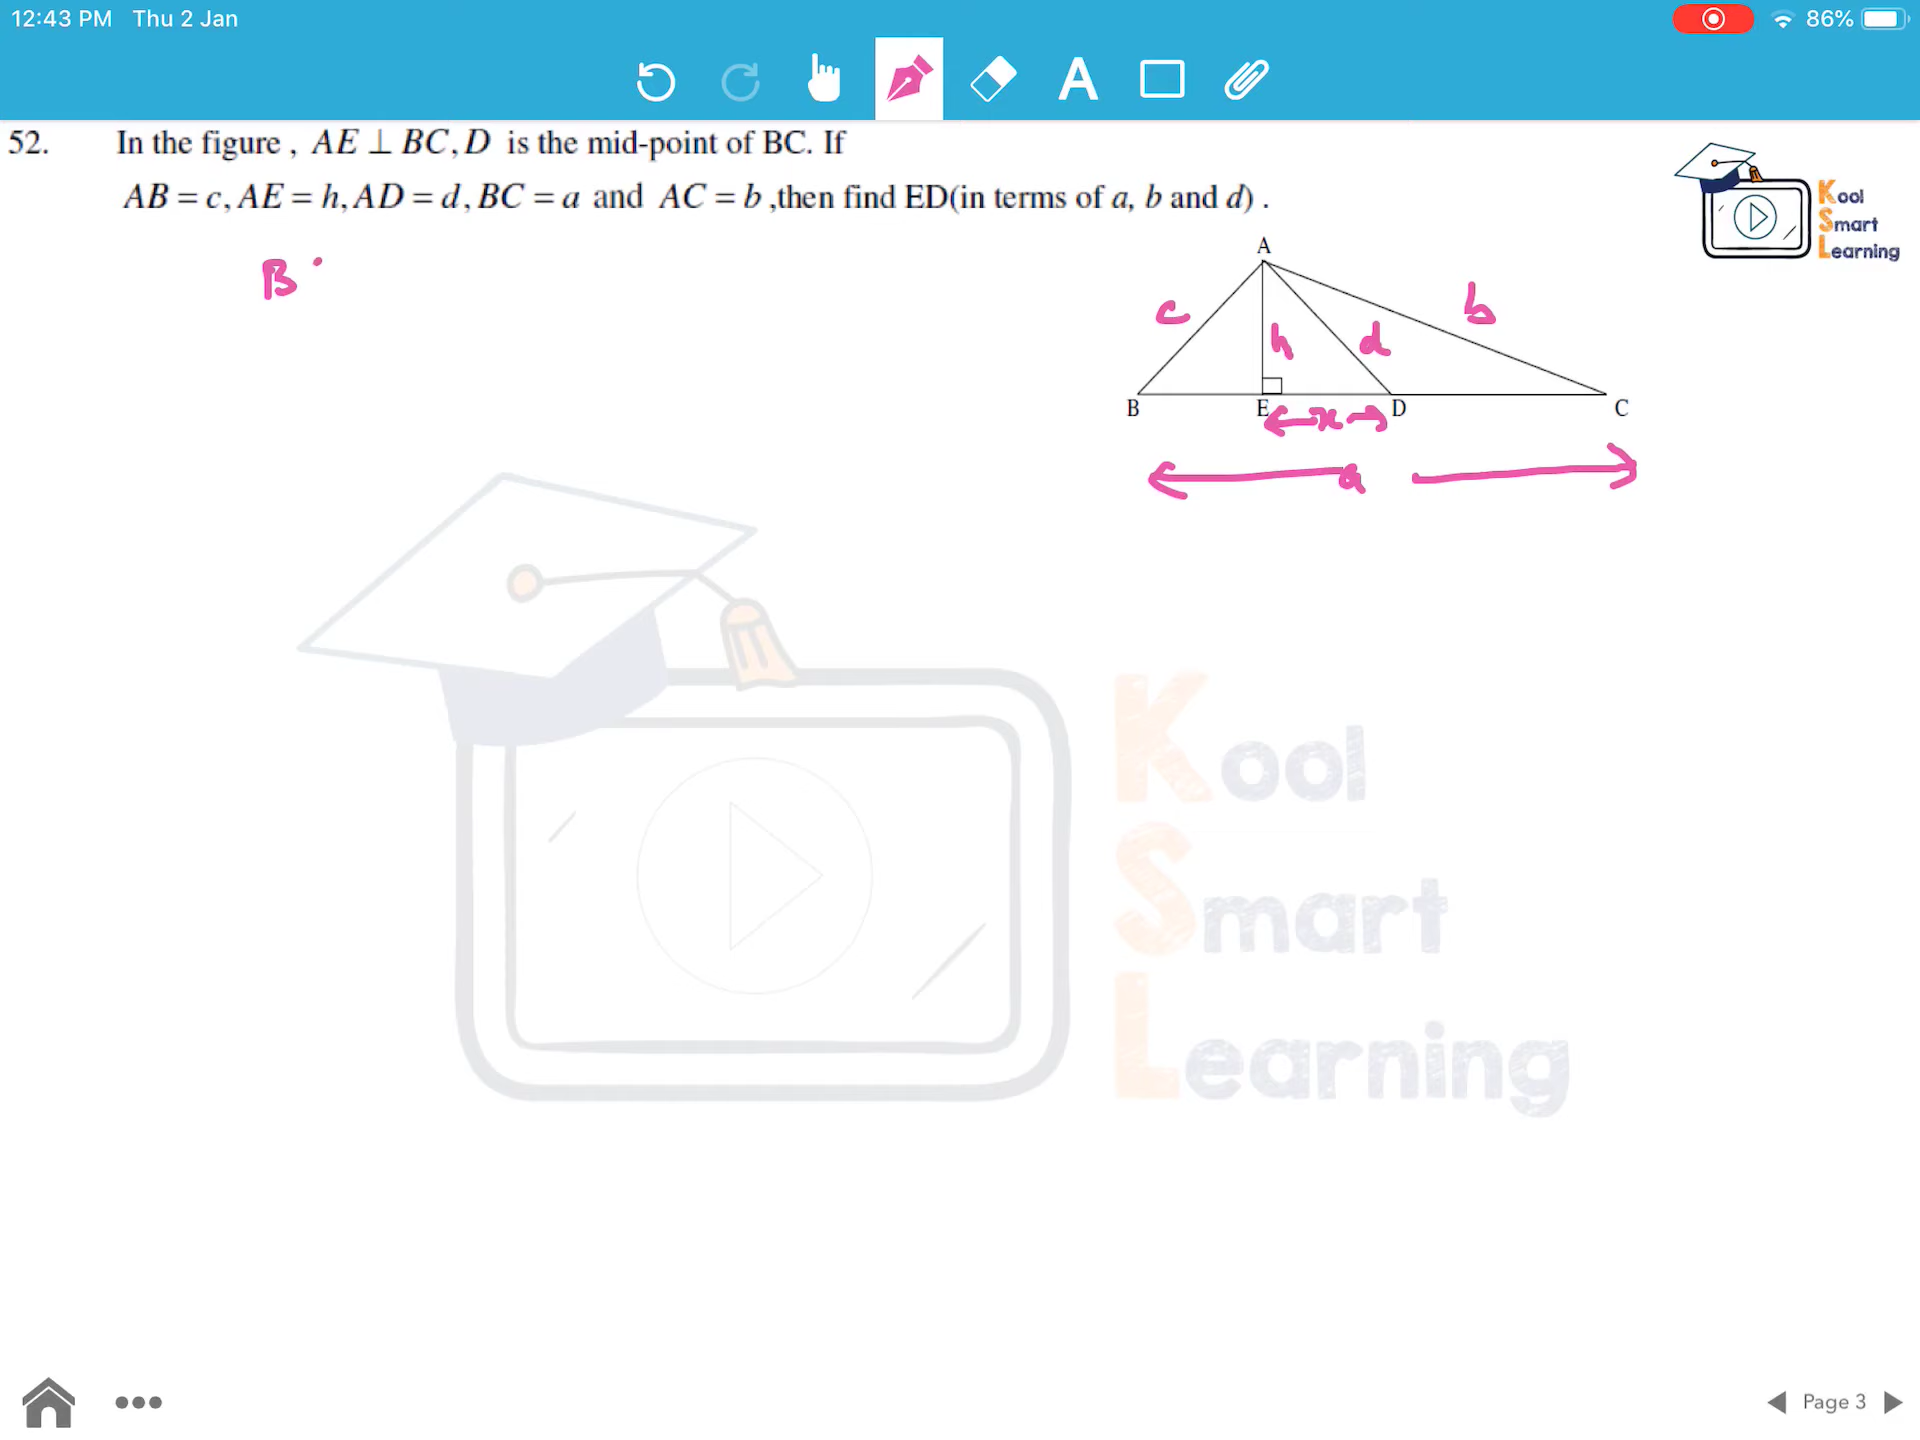 12:43 PM Thu 2 Jan
86%
A
52. In the figure , AE ⊥ BC, D is the mid-point of BC. If
AB = c, AE = h, AD = d, BC = a and AC = b ,then find ED(in terms of a, b and d) .
Kool
Smart
Learning
B
A
c
h
d
b
B
E
D
C
x
a
Kool
Smart
Learning
Page 3